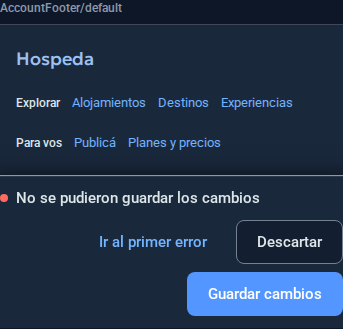 AccountFooter/default
Hospeda
Explorar Alojamientos Destinos Experiencias
Para vos Publicá Planes y precios
No se pudieron guardar los cambios
Ir al primer error Descartar
Guardar cambios